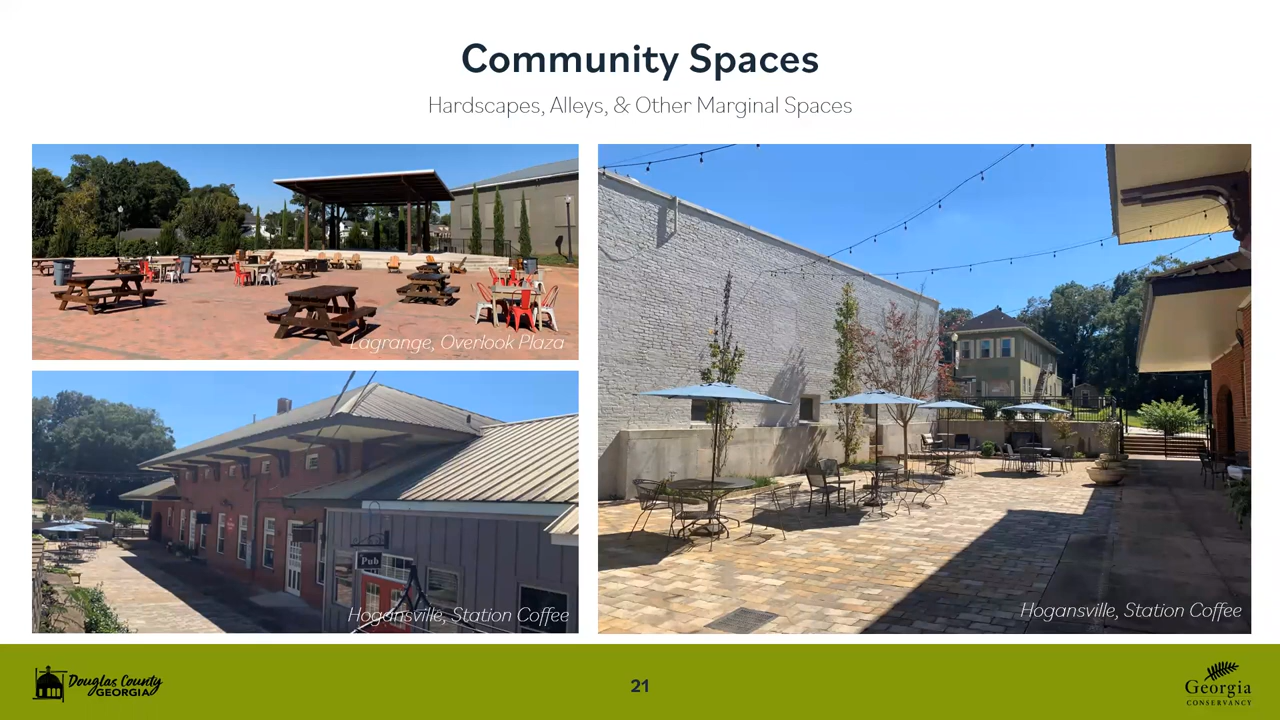 Community Spaces
Hardscapes, Alleys, & Other Marginal Spaces
Lagrange, Overlook Plaza
Pub
Hogansville, Station Coffee
Hogansville, Station Coffee
Douglas County
GEORGIA
21
Georgia
CONSERVANCY